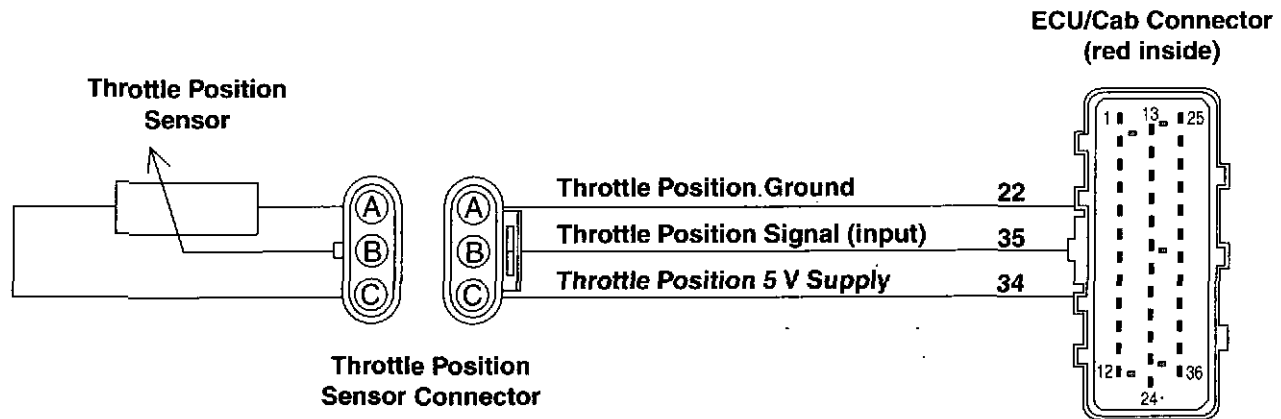 ECU/Cab Connector
(red inside)
Throttle Position
Sensor
1 13 25
A A Throttle Position Ground 22
B B Throttle Position Signal (input) 35
C C Throttle Position 5 V Supply 34
12 36
24
Throttle Position
Sensor Connector